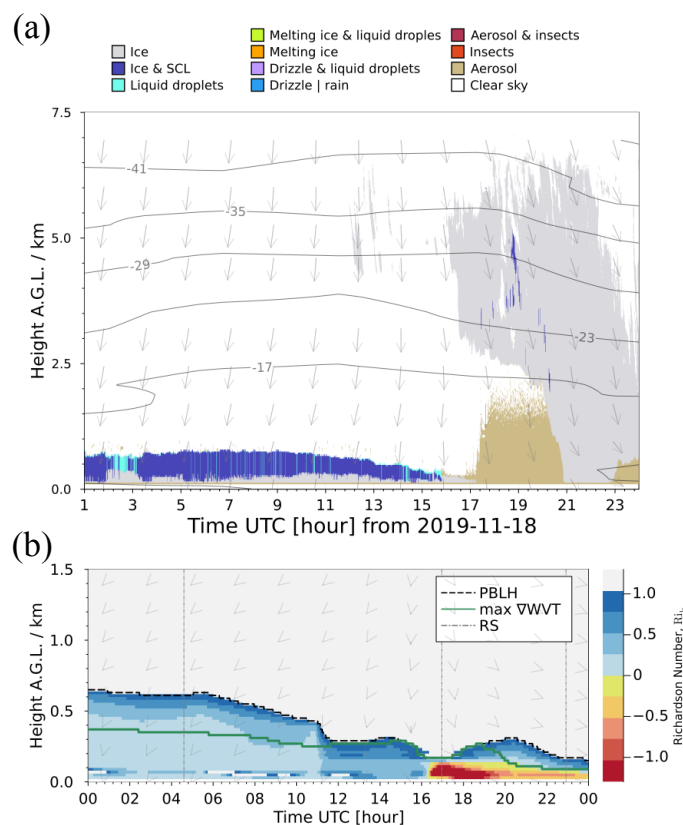 (a)
Melting ice & liquid droples
Aerosol & insects
Ice
Melting ice
Insects
Ice & SCL
Drizzle & liquid droplets
Aerosol
Liquid droplets
Drizzle | rain
Clear sky
7.5
5.0
2.5
0.0
Height A.G.L. / km
-41
-35
-29
-23
-17
1 3 5 7 9 11 13 15 17 19 21 23
Time UTC [hour] from 2019-11-18
(b)
1.5
1.0
0.5
0.0
Height A.G.L. / km
PBLH
max ∇WVT
RS
00 02 04 06 08 10 12 14 16 18 20 22 00
Time UTC [hour]
1.0
0.5
0
−0.5
−1.0
Richardson Number, Ri